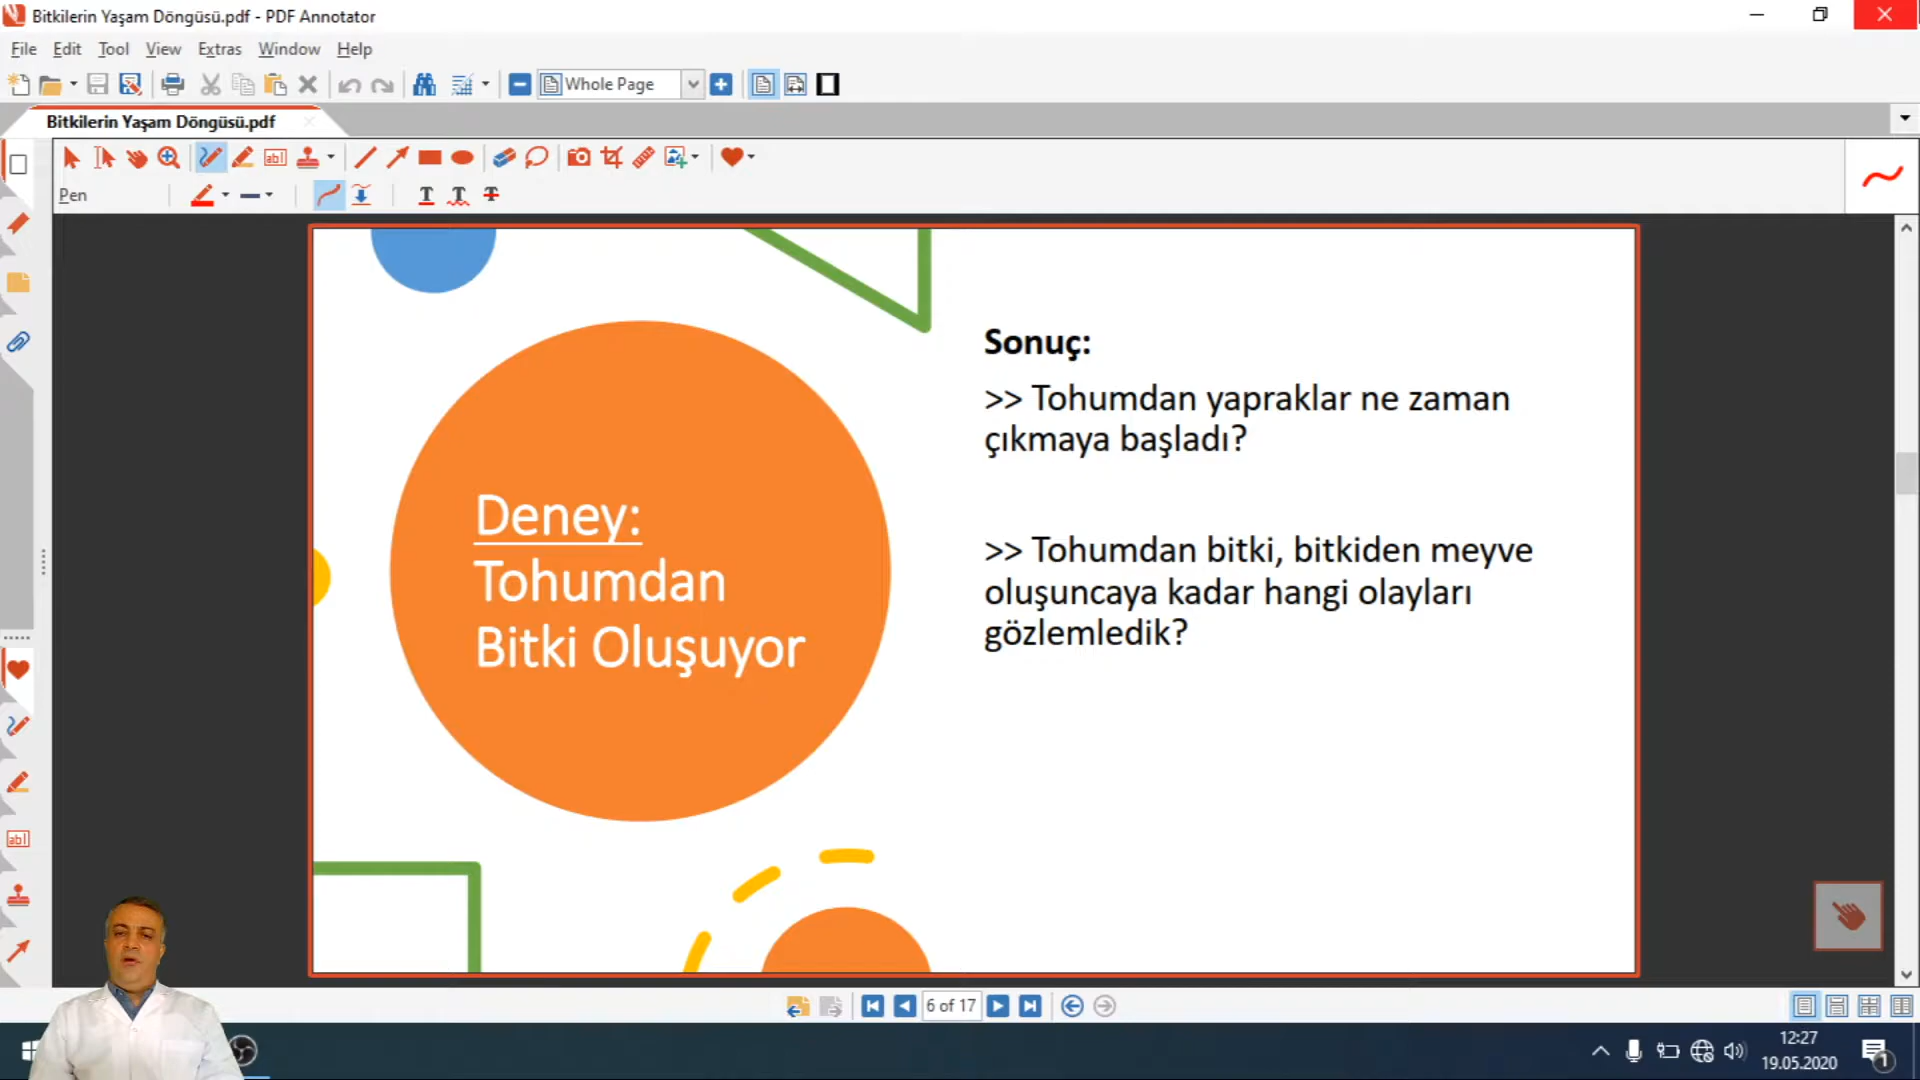 Bitkilerin Yaşam Döngüsü.pdf - PDF Annotator
File Edit Tool View Extras Window Help
Whole Page
Bitkilerin Yaşam Döngüsü.pdf
Pen
Deney:
Tohumdan
Bitki Oluşuyor
Sonuç:
>> Tohumdan yapraklar ne zaman
çıkmaya başladı?
>> Tohumdan bitki, bitkiden meyve
oluşuncaya kadar hangi olayları
gözlemledik?
6 of 17
12:27
19.05.2020
1